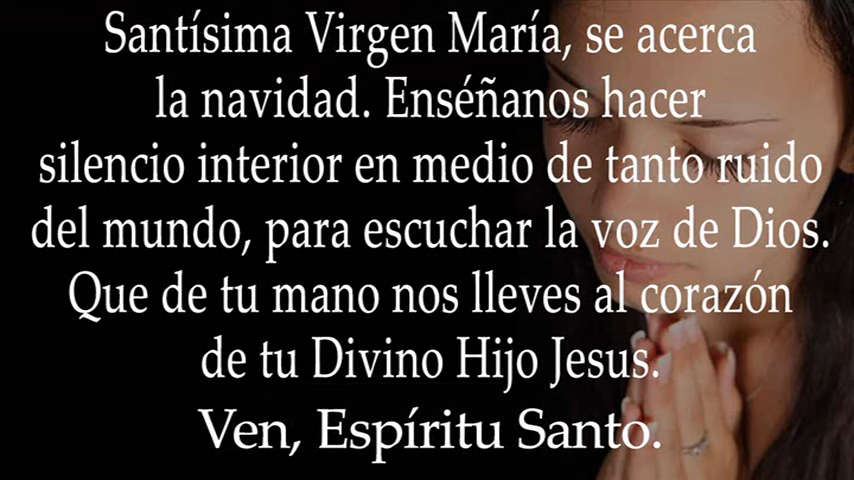 Santísima Virgen María, se acerca
la navidad. Enséñanos hacer
silencio interior en medio de tanto ruido
del mundo, para escuchar la voz de Dios.
Que de tu mano nos lleves al corazón
de tu Divino Hijo Jesus.
Ven, Espíritu Santo.